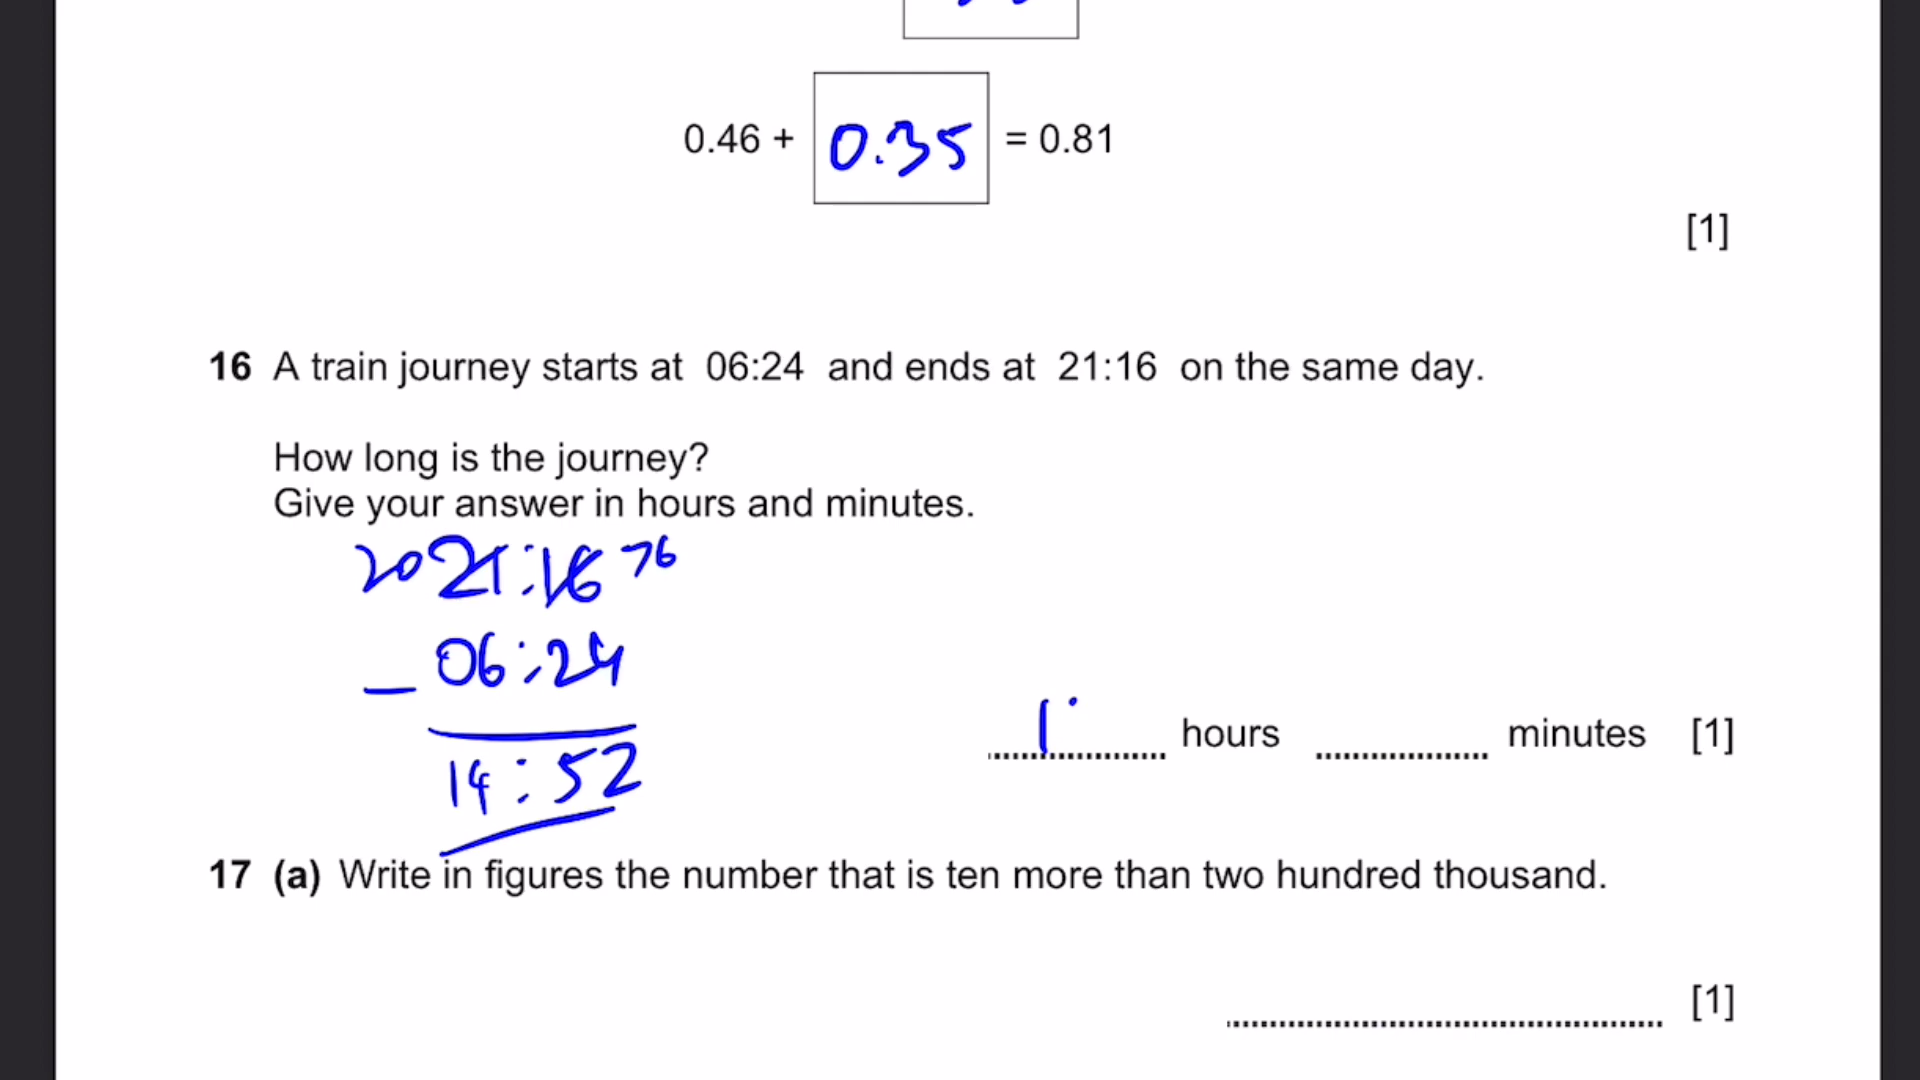 0.46 + 0.35 = 0.81
[1]
16 A train journey starts at 06:24 and ends at 21:16 on the same day.
How long is the journey?
Give your answer in hours and minutes.
20 21:16 76
– 06:24
14:52
1 hours minutes [1]
17 (a) Write in figures the number that is ten more than two hundred thousand.
[1]